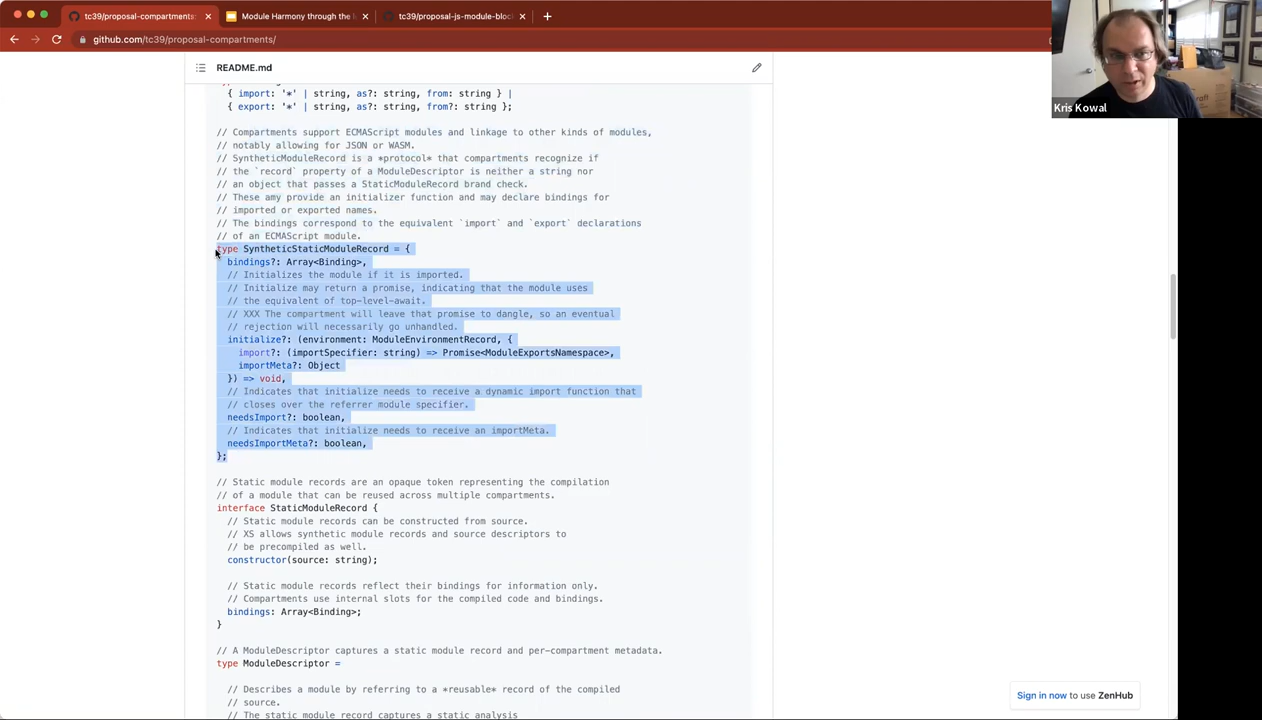 tc39/proposal-compartments:
Module Harmony through the
tc39/proposal-js-module-bloc
github.com/tc39/proposal-compartments/
Kris Kowal
README.md
{ import: '*' | string, as?: string, from: string } |
{ export: '*' | string, as?: string, from?: string };
// Compartments support ECMAScript modules and linkage to other kinds of modules,
// notably allowing for JSON or WASM.
// SyntheticModuleRecord is a *protocol* that compartments recognize if
// the `record` property of a ModuleDescriptor is neither a string nor
// an object that passes a StaticModuleRecord brand check.
// These amy provide an initializer function and may declare bindings for
// imported or exported names.
// The bindings correspond to the equivalent `import` and `export` declarations
// of an ECMAScript module.
type SyntheticStaticModuleRecord = {
bindings?: Array<Binding>,
// Initializes the module if it is imported.
// Initialize may return a promise, indicating that the module uses
// the equivalent of top-level-await.
// XXX The compartment will leave that promise to dangle, so an eventual
// rejection will necessarily go unhandled.
initialize?: (environment: ModuleEnvironmentRecord, {
import?: (importSpecifier: string) => Promise<ModuleExportsNamespace>,
importMeta?: Object
}) => void,
// Indicates that initialize needs to receive a dynamic import function that
// closes over the referrer module specifier.
needsImport?: boolean,
// Indicates that initialize needs to receive an importMeta.
needsImportMeta?: boolean,
};
// Static module records are an opaque token representing the compilation
// of a module that can be reused across multiple compartments.
interface StaticModuleRecord {
// Static module records can be constructed from source.
// XS allows synthetic module records and source descriptors to
// be precompiled as well.
constructor(source: string);
// Static module records reflect their bindings for information only.
// Compartments use internal slots for the compiled code and bindings.
bindings: Array<Binding>;
}
// A ModuleDescriptor captures a static module record and per-compartment metadata.
type ModuleDescriptor =
// Describes a module by referring to a *reusable* record of the compiled
// source.
// The static module record captures a static analysis
Sign in now to use ZenHub